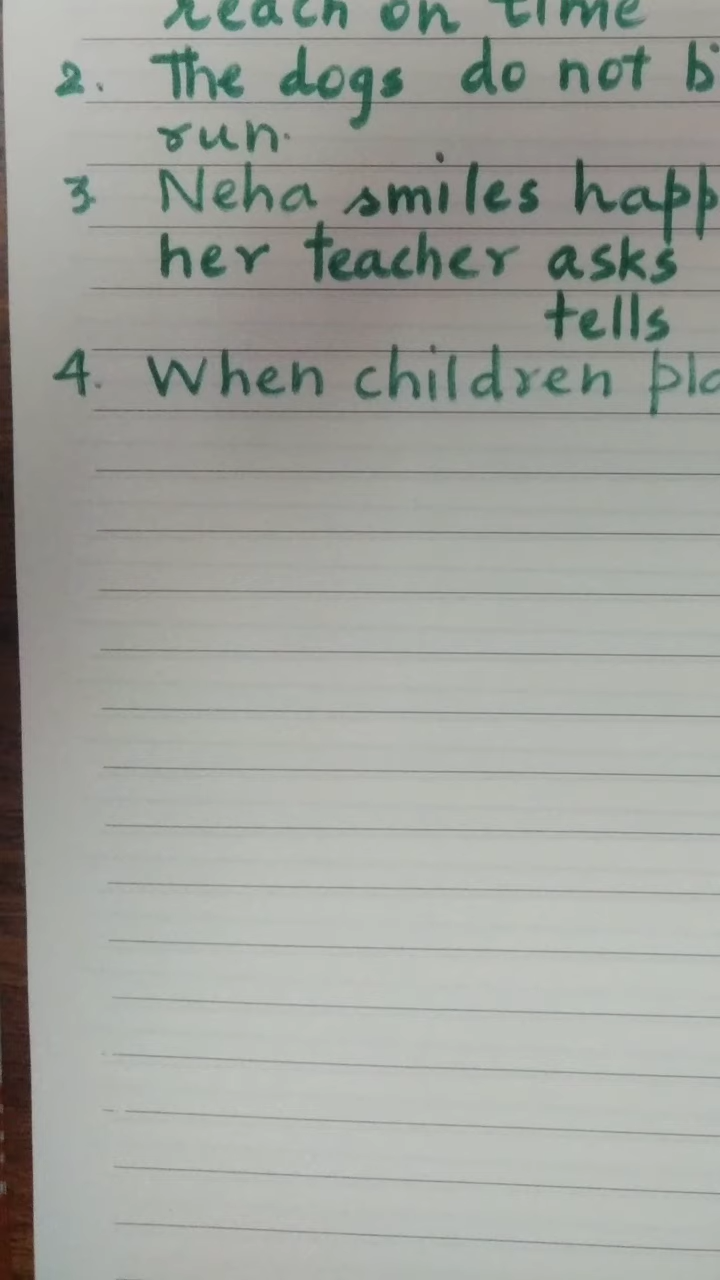 reach on time
2. The dogs do not
run.
3. Neha smiles
her teacher asks
tells
4. When children